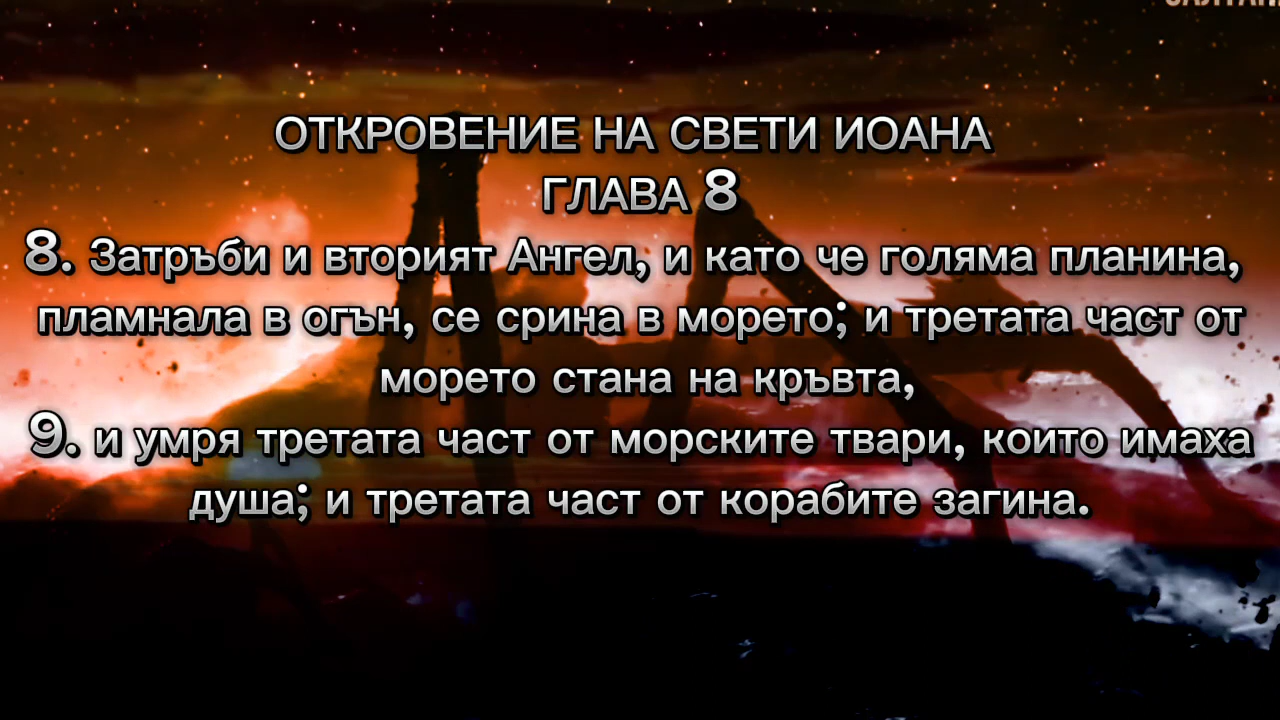 ОТКРОВЕНИЕ НА СВЕТИ ИОАНА
ГЛАВА 8
8. Затръби и вторият Ангел, и като че голяма планина,
пламнала в огън, се срина в морето; и третата част от
морето стана на кръвта,
9. и умря третата част от морските твари, които имаха
душа; и третата част от корабите загина.